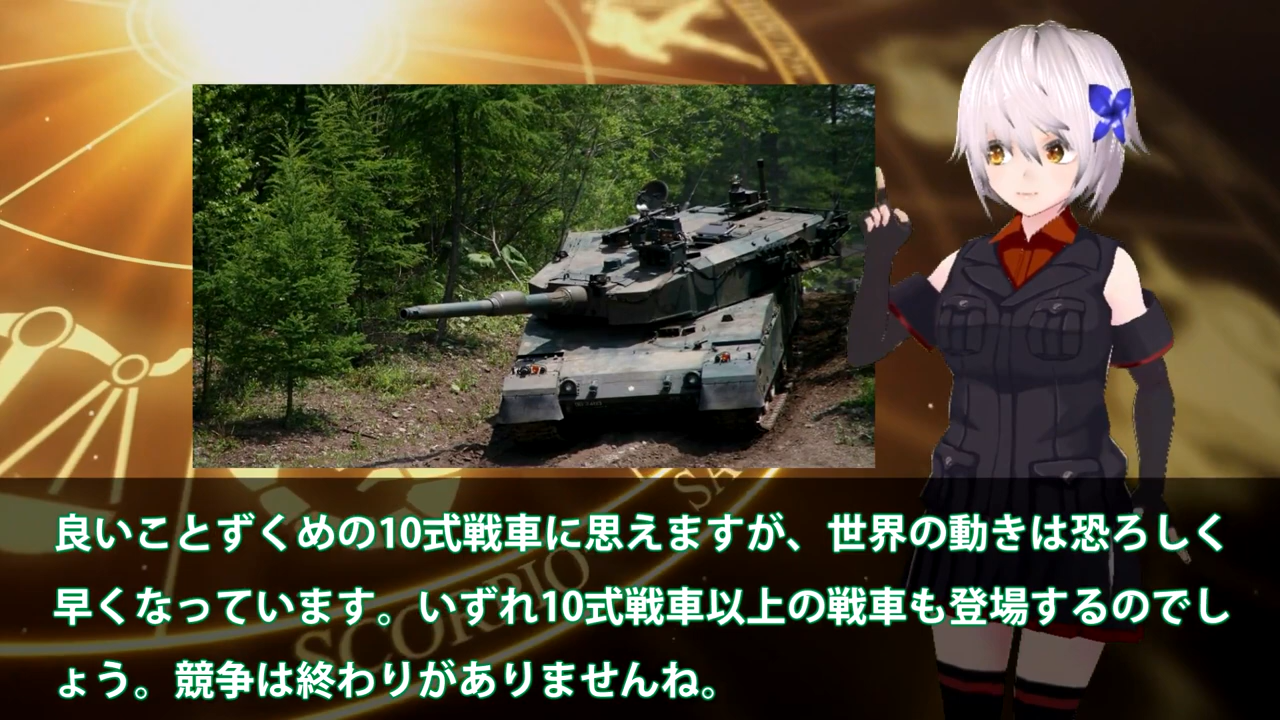 SCORPIO
良いことずくめの10式戦車に思えますが、世界の動きは恐ろしく
早くなっています。いずれ10式戦車以上の戦車も登場するのでし
ょう。競争は終わりがありませんね。